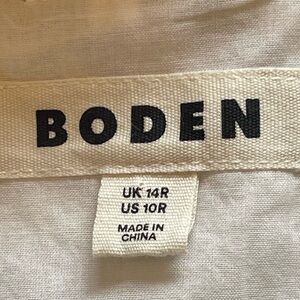 BODEN
UK 14R
US 10R
MADE IN
CHINA